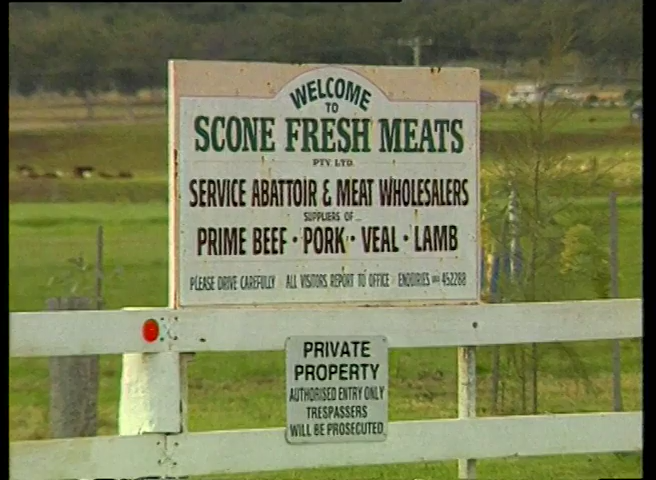 WELCOME
TO
SCONE FRESH MEATS
PTY. LTD.
SERVICE ABATTOIR & MEAT WHOLESALERS
SUPPLIERS OF...
PRIME BEEF · PORK · VEAL · LAMB
PLEASE DRIVE CAREFULLY ALL VISITORS REPORT TO OFFICE ENQUIRIES 452288
PRIVATE
PROPERTY
AUTHORISED ENTRY ONLY
TRESPASSERS
WILL BE PROSECUTED